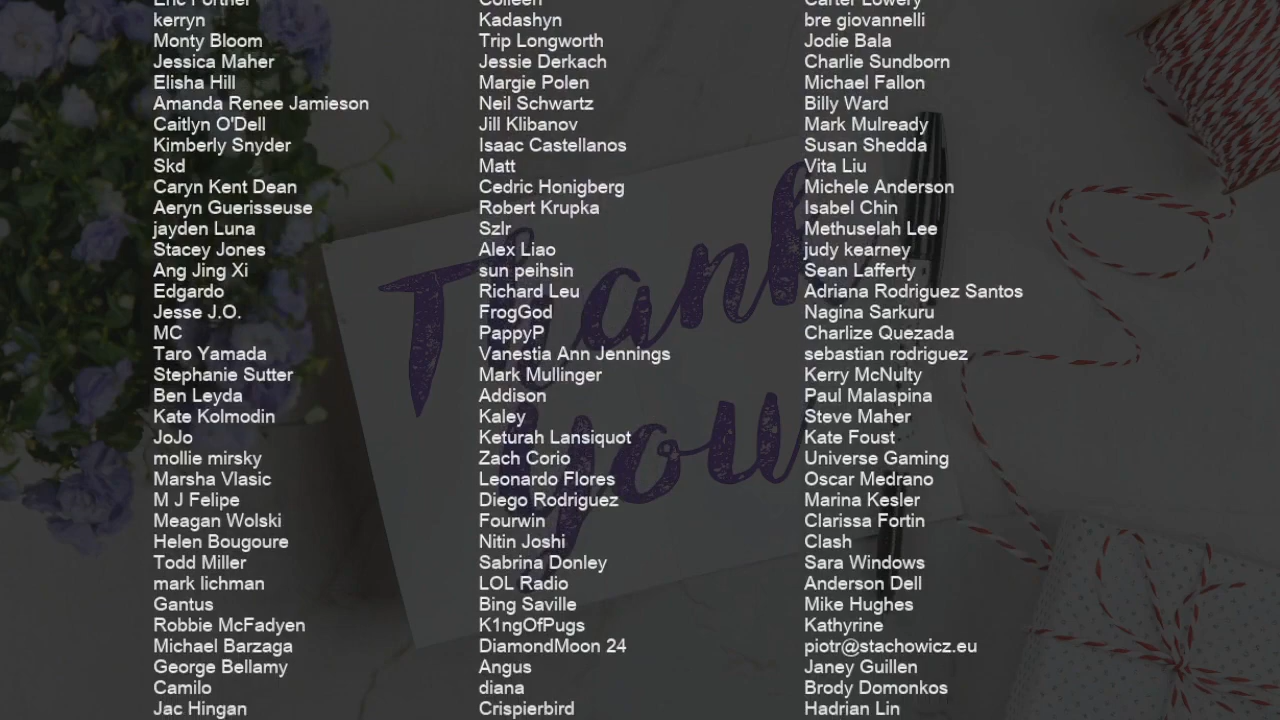 Eric Fortner
kerryn
Monty Bloom
Jessica Maher
Elisha Hill
Amanda Renee Jamieson
Caitlyn O'Dell
Kimberly Snyder
Skd
Caryn Kent Dean
Aeryn Guerisseuse
jayden Luna
Stacey Jones
Ang Jing Xi
Edgardo
Jesse J.O.
MC
Taro Yamada
Stephanie Sutter
Ben Leyda
Kate Kolmodin
JoJo
mollie mirsky
Marsha Vlasic
M J Felipe
Meagan Wolski
Helen Bougoure
Todd Miller
mark lichman
Gantus
Robbie McFadyen
Michael Barzaga
George Bellamy
Camilo
Jac Hingan
Colleen
Kadashyn
Trip Longworth
Jessie Derkach
Margie Polen
Neil Schwartz
Jill Klibanov
Isaac Castellanos
Matt
Cedric Honigberg
Robert Krupka
Szlr
Alex Liao
sun peihsin
Richard Leu
FrogGod
PappyP
Vanestia Ann Jennings
Mark Mullinger
Addison
Kaley
Keturah Lansiquot
Zach Corio
Leonardo Flores
Diego Rodriguez
Fourwin
Nitin Joshi
Sabrina Donley
LOL Radio
Bing Saville
K1ngOfPugs
DiamondMoon 24
Angus
diana
Crispierbird
Carter Lowery
bre giovannelli
Jodie Bala
Charlie Sundborn
Michael Fallon
Billy Ward
Mark Mulready
Susan Shedda
Vita Liu
Michele Anderson
Isabel Chin
Methuselah Lee
judy kearney
Sean Lafferty
Adriana Rodriguez Santos
Nagina Sarkuru
Charlize Quezada
sebastian rodriguez
Kerry McNulty
Paul Malaspina
Steve Maher
Kate Foust
Universe Gaming
Oscar Medrano
Marina Kesler
Clarissa Fortin
Clash
Sara Windows
Anderson Dell
Mike Hughes
Kathyrine
piotr@stachowicz.eu
Janey Guillen
Brody Domonkos
Hadrian Lin
Thank
you